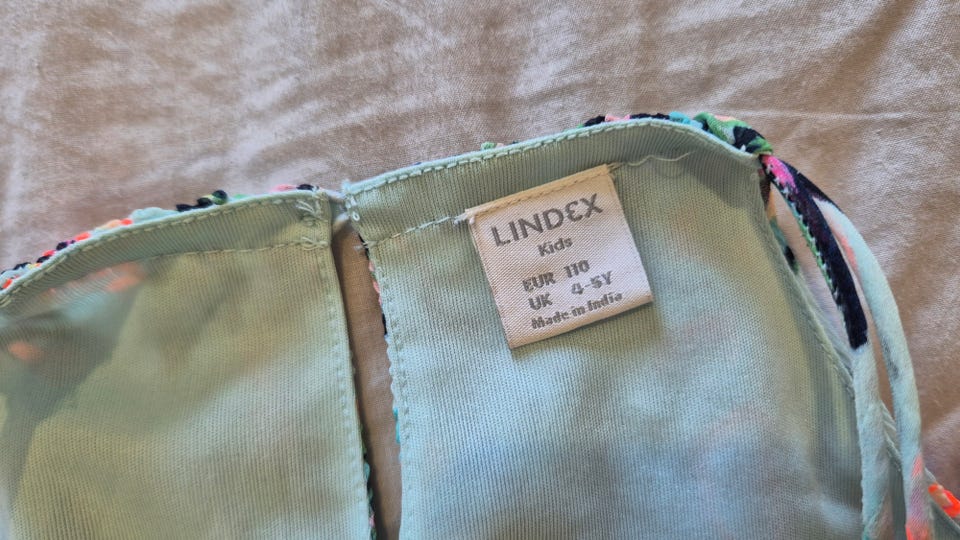 LINDEX
Kids
EUR 110
UK 4-5Y
Made in India